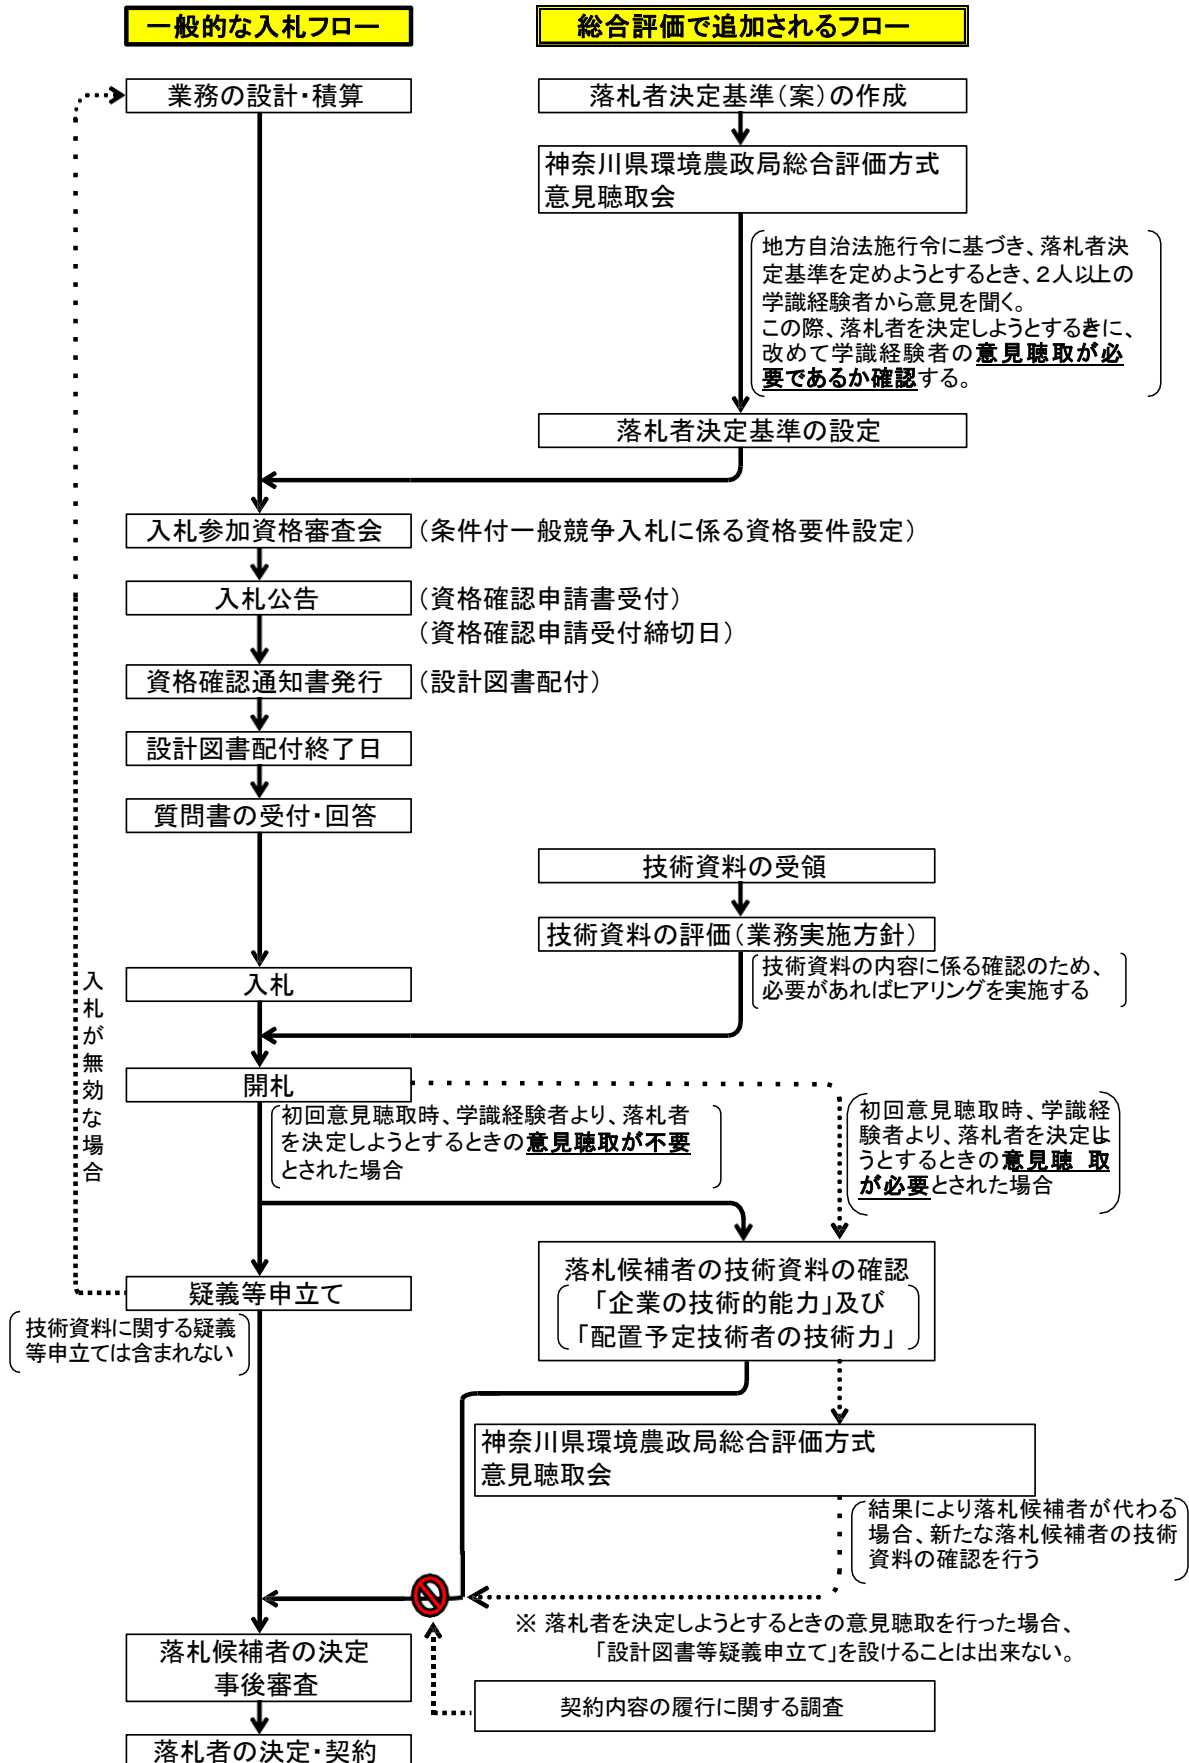 一般的な入札フロー
総合評価で追加されるフロー
業務の設計・積算
落札者決定基準(案)の作成
神奈川県環境農政局総合評価方式
意見聴取会
地方自治法施行令に基づき、落札者決
定基準を定めようとするとき、2人以上の
学識経験者から意見を聞く。
この際、落札者を決定しようとするきに、
改めて学識経験者の意見聴取が必
要であるか確認する。
落札者決定基準の設定
入札参加資格審査会
(条件付一般競争入札に係る資格要件設定)
入札公告
(資格確認申請書受付)
(資格確認申請受付締切日)
資格確認通知書発行
(設計図書配付)
設計図書配付終了日
質問書の受付・回答
技術資料の受領
技術資料の評価(業務実施方針)
技術資料の内容に係る確認のため、
必要があればヒアリングを実施する
入札
入札が無効な場合
開札
初回意見聴取時、学識経験者より、落札者
を決定しようとするときの意見聴取が不要
とされた場合
初回意見聴取時、学識経
験者より、落札者を決定しよ
うとするときの意見聴 取
が必要とされた場合
落札候補者の技術資料の確認
「企業の技術的能力」及び
「配置予定技術者の技術力」
疑義等申立て
技術資料に関する疑義
等申立ては含まれない
神奈川県環境農政局総合評価方式
意見聴取会
結果により落札候補者が代わる
場合、新たな落札候補者の技術
資料の確認を行う
※ 落札者を決定しようとするときの意見聴取を行った場合、
「設計図書等疑義申立て」を設けることは出来ない。
落札候補者の決定
事後審査
契約内容の履行に関する調査
落札者の決定・契約